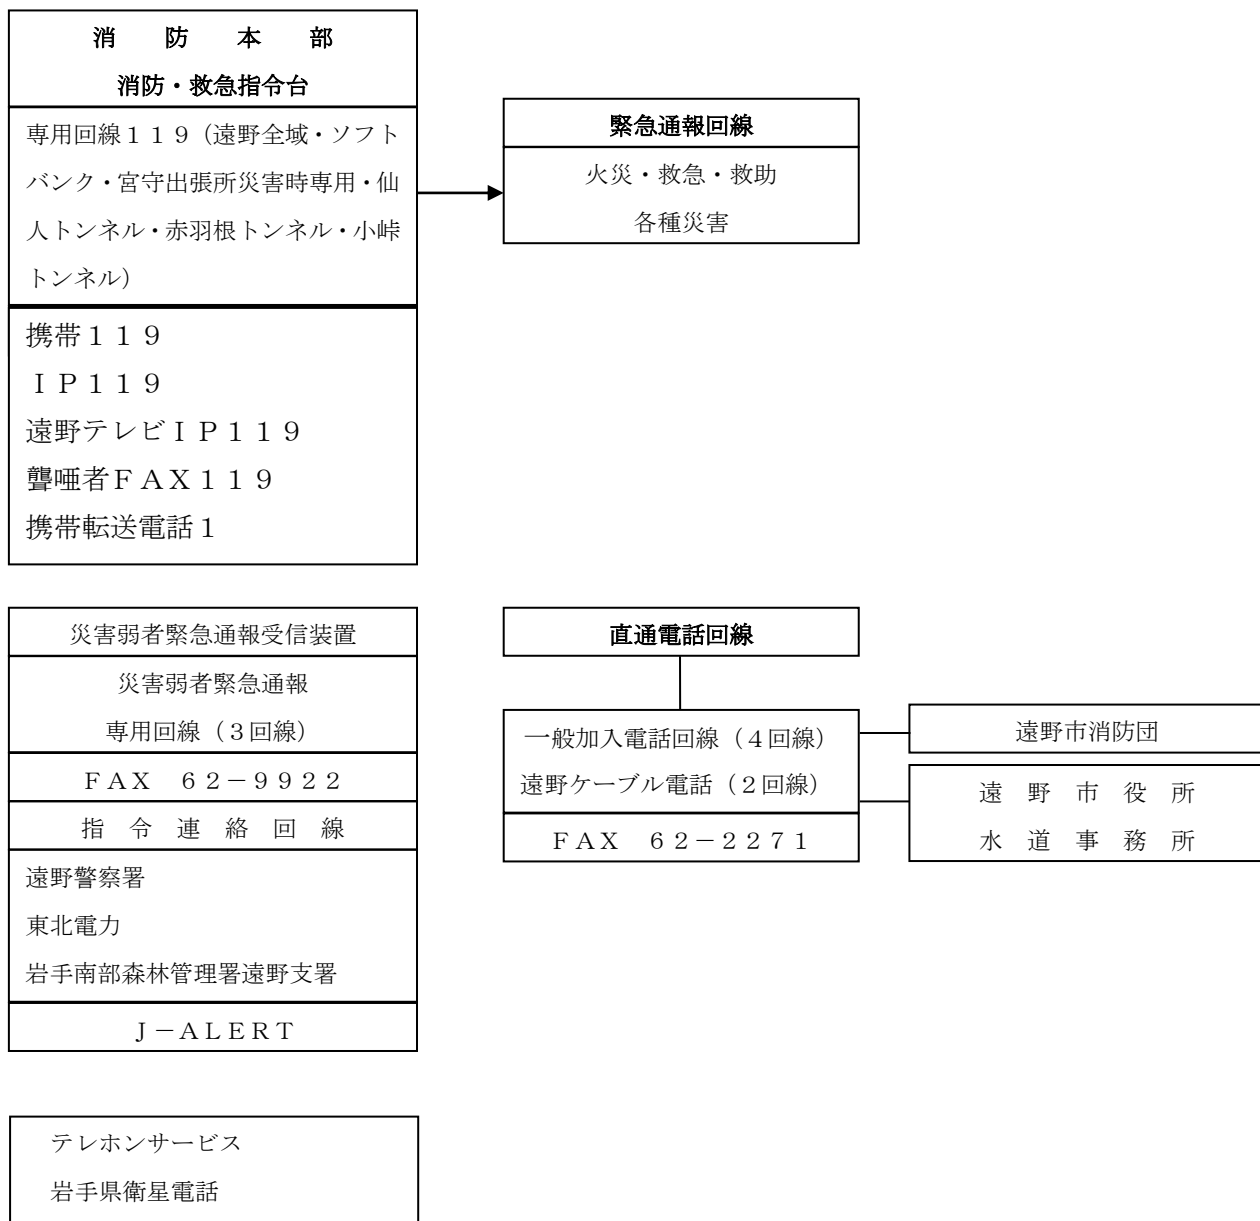 消防本部
消防・救急指令台
専用回線１１９（遠野全域・ソフト
バンク・宮守出張所災害時専用・仙
人トンネル・赤羽根トンネル・小峠
トンネル）
携帯１１９
ＩＰ１１９
遠野テレビＩＰ１１９
聾唖者ＦＡＸ１１９
携帯転送電話１
緊急通報回線
火災・救急・救助
各種災害
災害弱者緊急通報受信装置
災害弱者緊急通報
専用回線（３回線）
ＦＡＸ　６２－９９２２
指令連絡回線
遠野警察署
東北電力
岩手南部森林管理署遠野支署
Ｊ－ＡＬＥＲＴ
直通電話回線
一般加入電話回線（４回線）
遠野ケーブル電話（２回線）
ＦＡＸ　６２－２２７１
遠野市消防団
遠野市役所
水道事務所
テレホンサービス
岩手県衛星電話